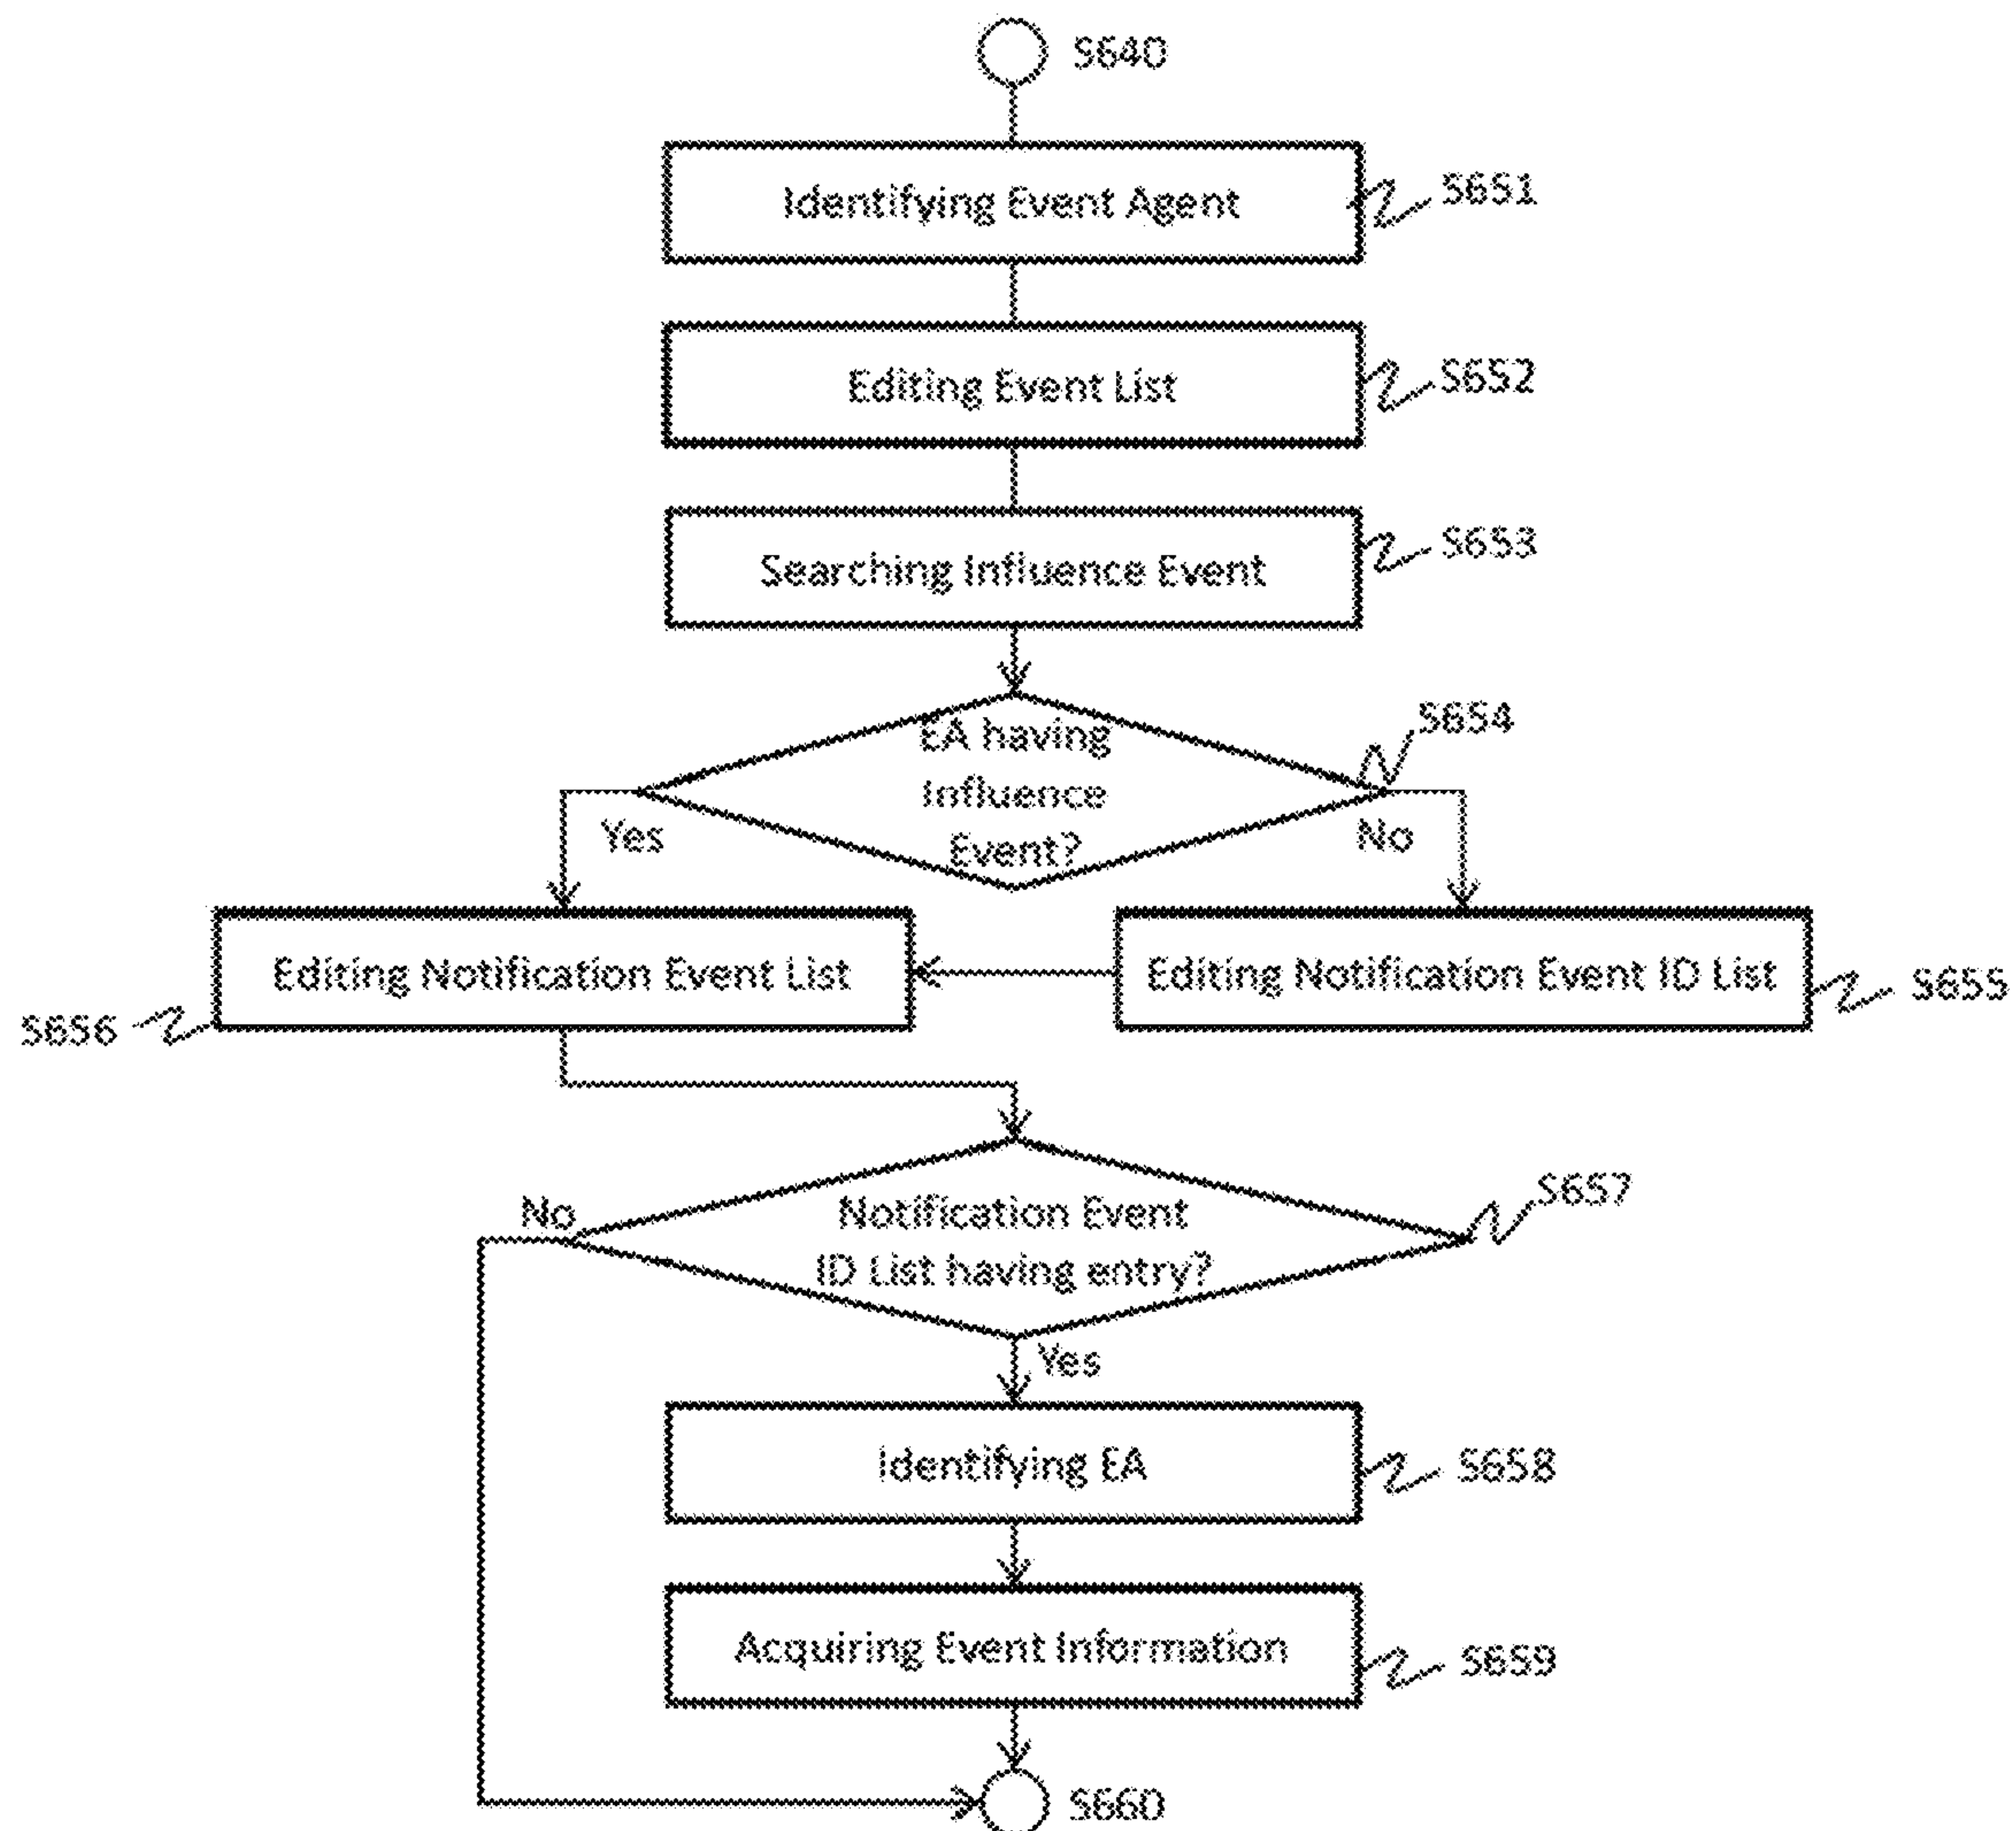 S640
Identifying Event Agent
S651
Editing Event List
S652
Searching Influence Event
S653
EA having
Influence
Event?
S654
Yes
No
Editing Notification Event List
Editing Notification Event ID List
S655
S656
Notification Event
ID List having entry?
S657
No
Yes
Identifying EA
S658
Acquiring Event Information
S659
S660